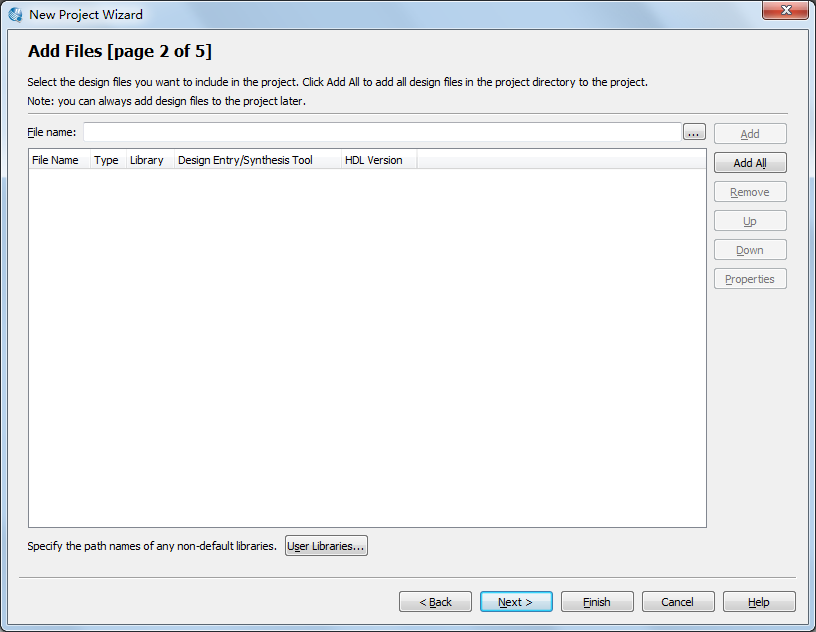 New Project Wizard
Add Files [page 2 of 5]
Select the design files you want to include in the project. Click Add All to add all design files in the project directory to the project.
Note: you can always add design files to the project later.
File name: ... Add
File Name Type Library Design Entry/Synthesis Tool HDL Version
Add All
Remove
Up
Down
Properties
Specify the path names of any non-default libraries. User Libraries...
< Back Next > Finish Cancel Help